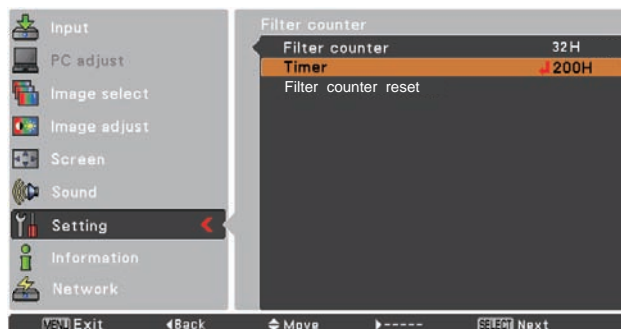 Input
PC adjust
Image select
Image adjust
Screen
Sound
Setting
Information
Network
Filter counter
Filter counter 32H
Timer 200H
Filter counter reset
MENU Exit Back Move ----- SELECT Next